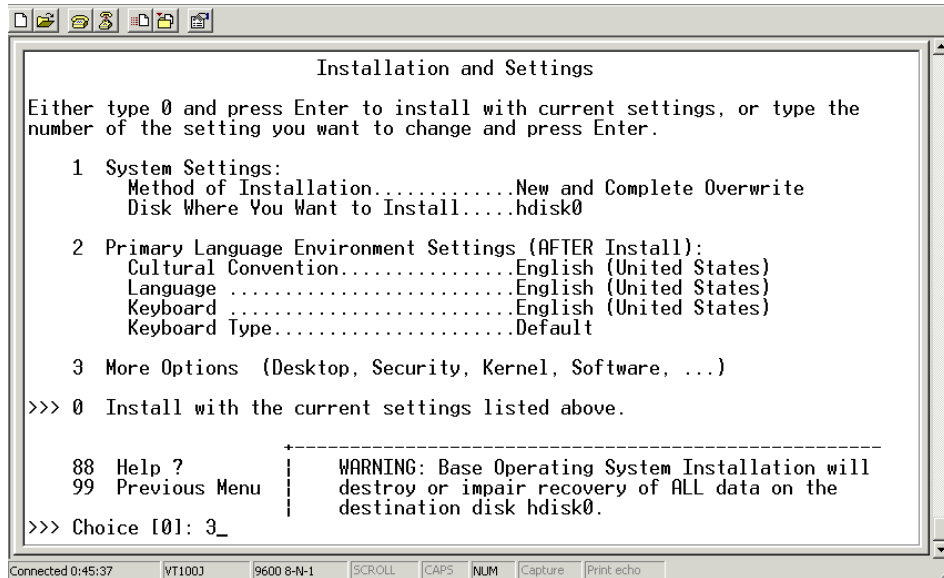 Installation and Settings
Either type 0 and press Enter to install with current settings, or type the
number of the setting you want to change and press Enter.
1 System Settings:
Method of Installation.............New and Complete Overwrite
Disk Where You Want to Install.....hdisk0
2 Primary Language Environment Settings (AFTER Install):
Cultural Convention................English (United States)
Language ..........................English (United States)
Keyboard ..........................English (United States)
Keyboard Type......................Default
3 More Options (Desktop, Security, Kernel, Software, ...)
>>> 0 Install with the current settings listed above.
+-----------------------------------------------------
88 Help ? | WARNING: Base Operating System Installation will
99 Previous Menu | destroy or impair recovery of ALL data on the
| destination disk hdisk0.
>>> Choice [0]: 3_
Connected 0:45:37 VT100J 9600 8-N-1 SCROLL CAPS NUM Capture Print echo